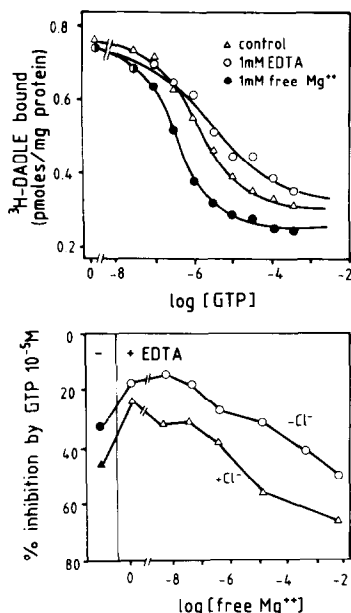 △ control
○ 1mM EDTA
● 1mM free Mg⁺⁺
³H-DADLE bound
(pmoles/mg protein)
0.8
0.6
0.4
0.2
0 -8 -6 -4 -2
log [GTP]
- + EDTA
% inhibition by GTP 10⁻⁵M
0
20
40
60
80
-Cl⁻
+Cl⁻
0 -8 -6 -4 -2
log [free Mg⁺⁺]